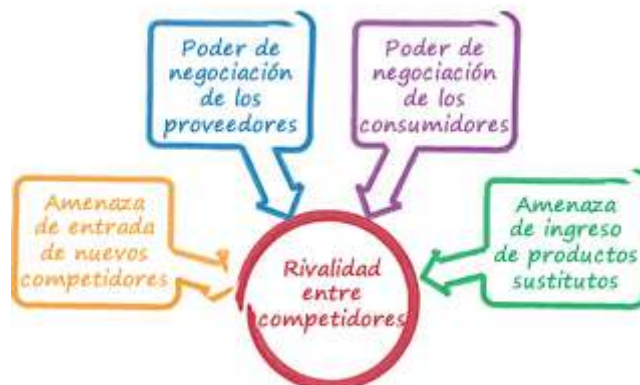 Poder de
negociación
de los
proveedores
Poder de
negociación
de los
consumidores
Amenaza
de entrada
de nuevos
competidores
Rivalidad
entre
competidores
Amenaza
de ingreso
de productos
sustitutos